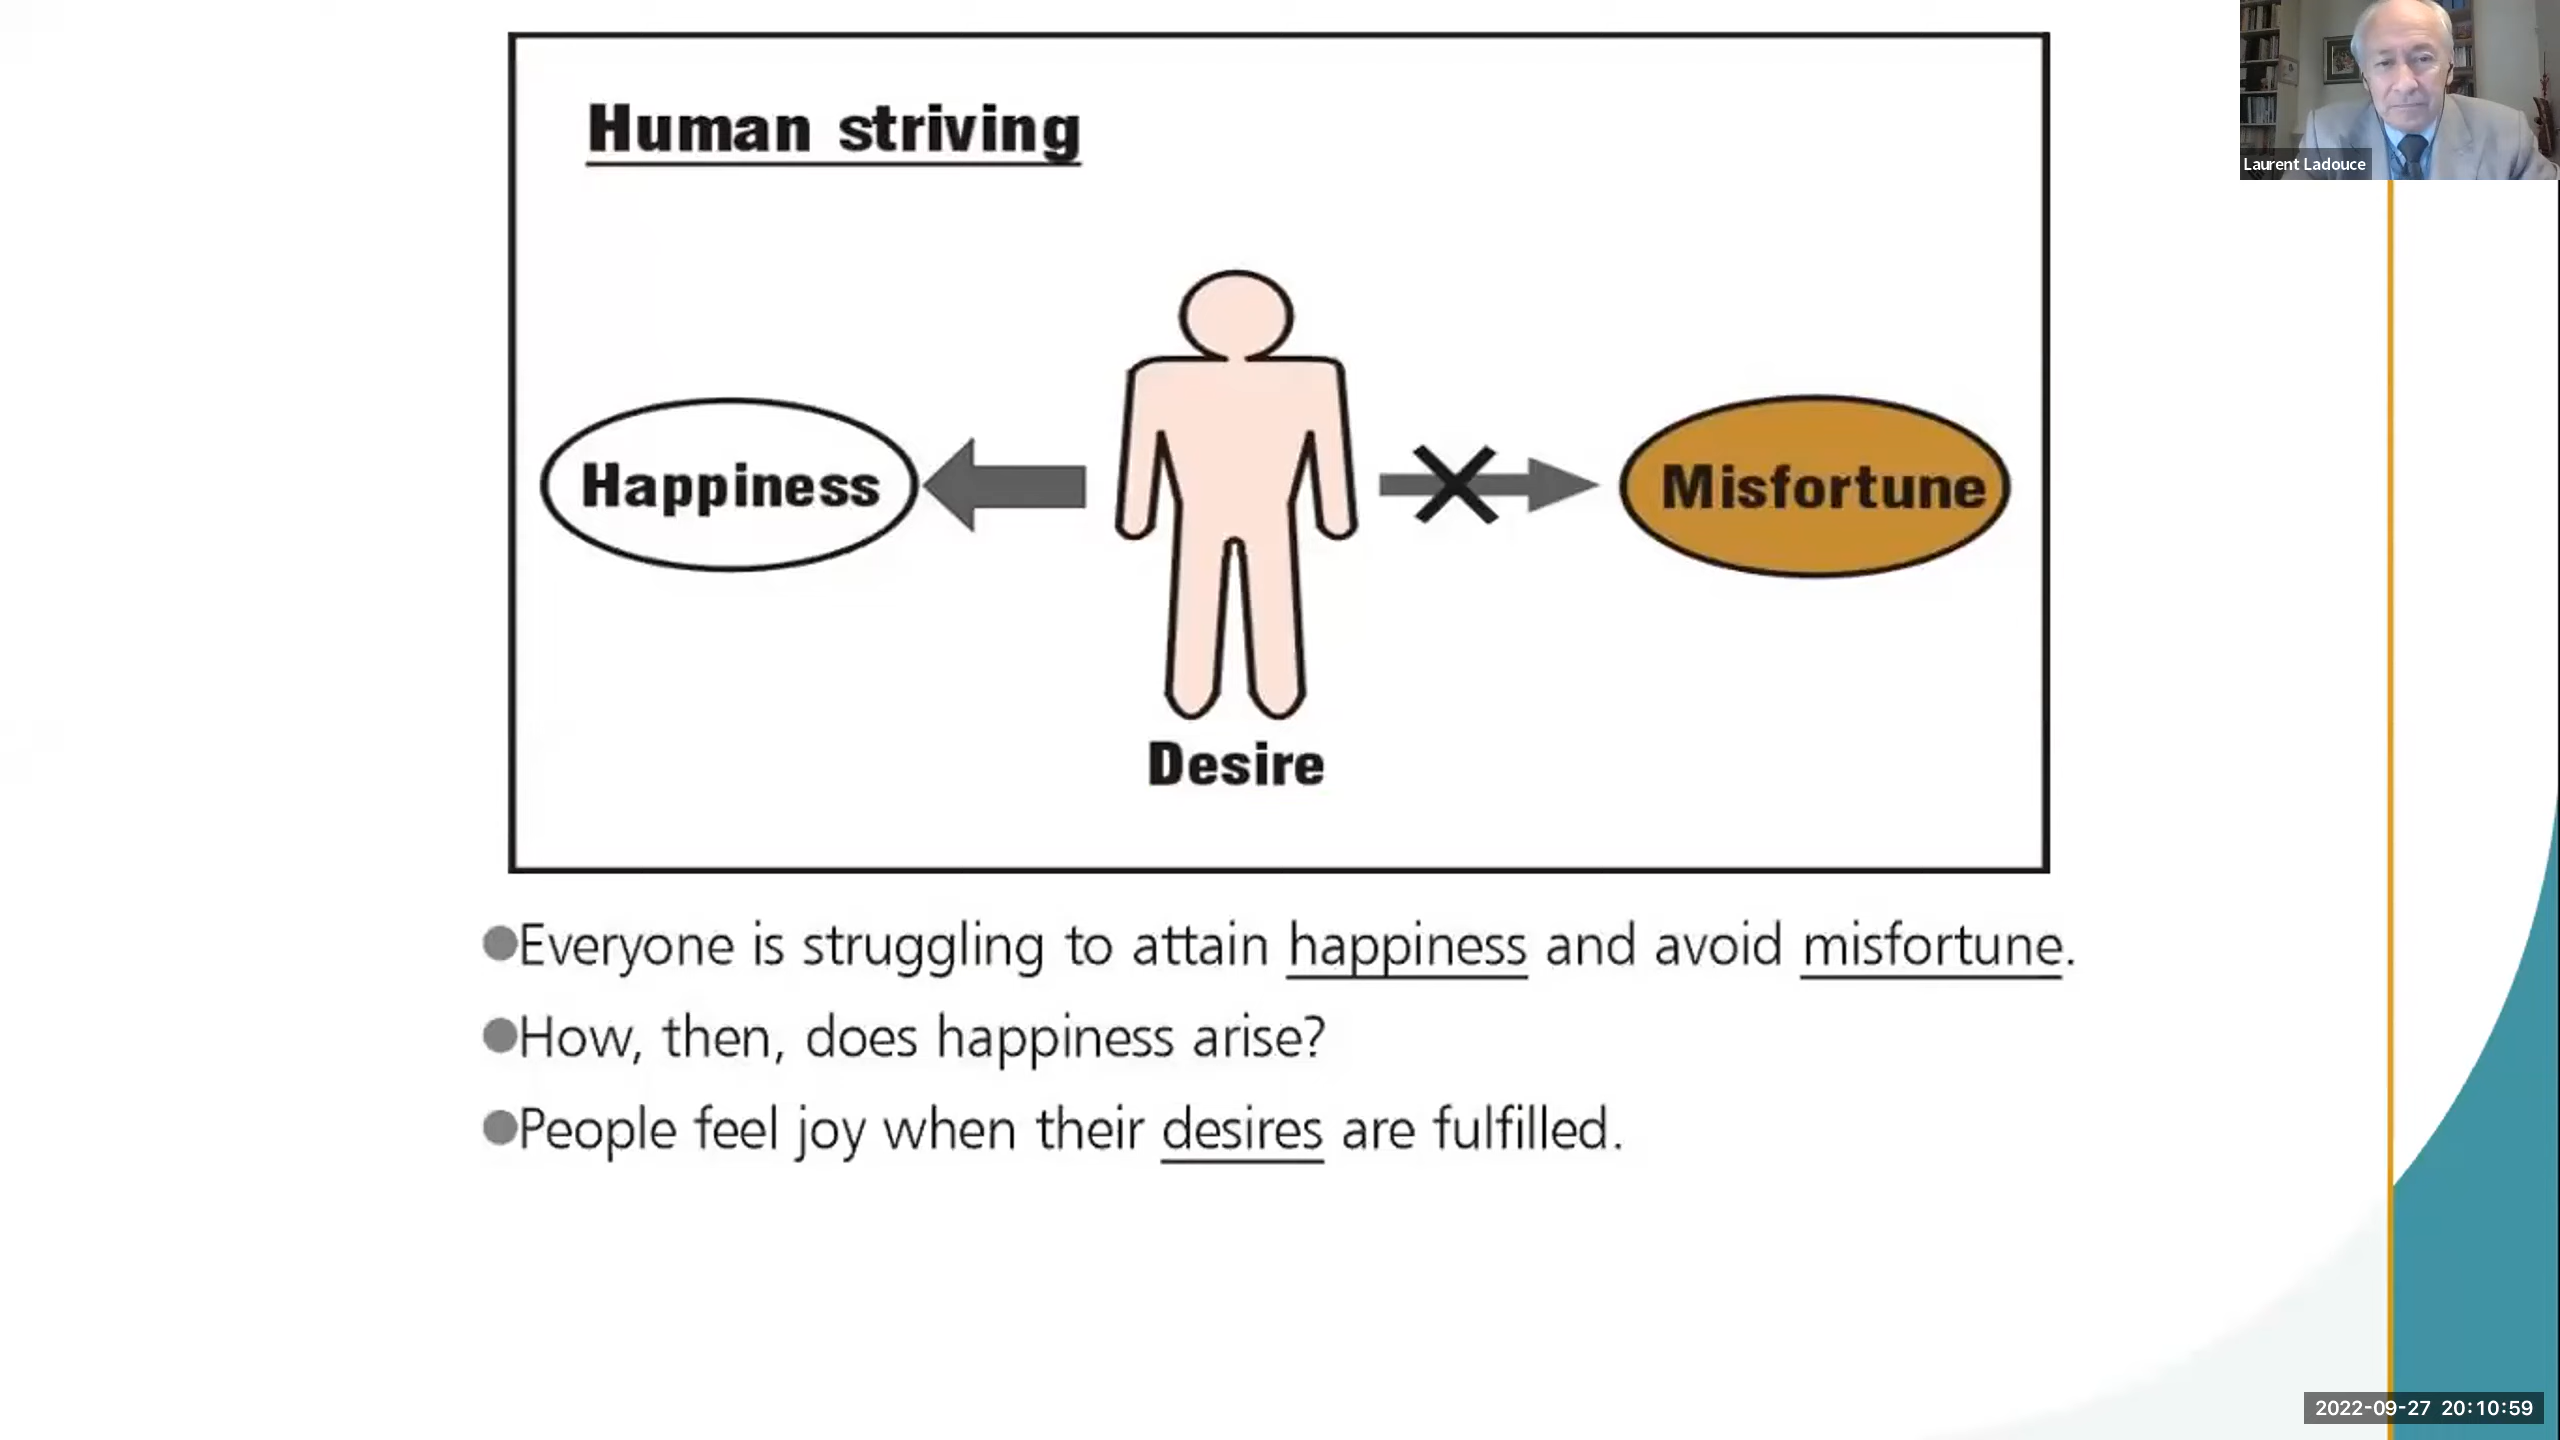 Laurent Ladouce
Human striving
Happiness
Misfortune
Desire
●Everyone is struggling to attain happiness and avoid misfortune.
●How, then, does happiness arise?
●People feel joy when their desires are fulfilled.
2022-09-27 20:10:59